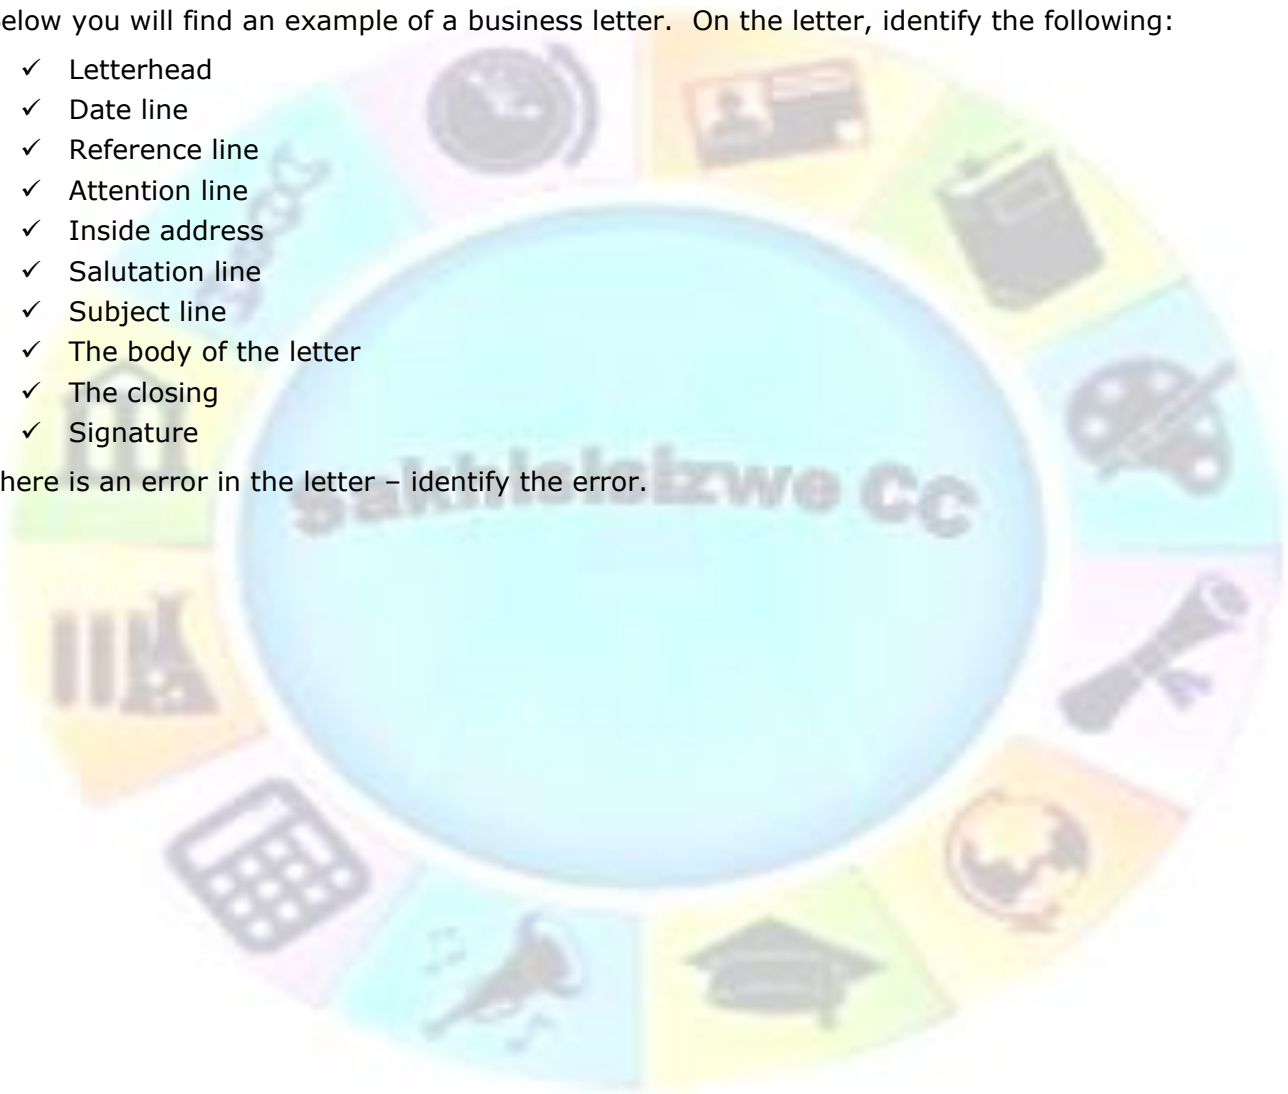 elow you will find an example of a business letter.  On the letter, identify the following:
✓ Letterhead
✓ Date line
✓ Reference line
✓ Attention line
✓ Inside address
✓ Salutation line
✓ Subject line
✓ The body of the letter
✓ The closing
✓ Signature
here is an error in the letter – identify the error.
Cc